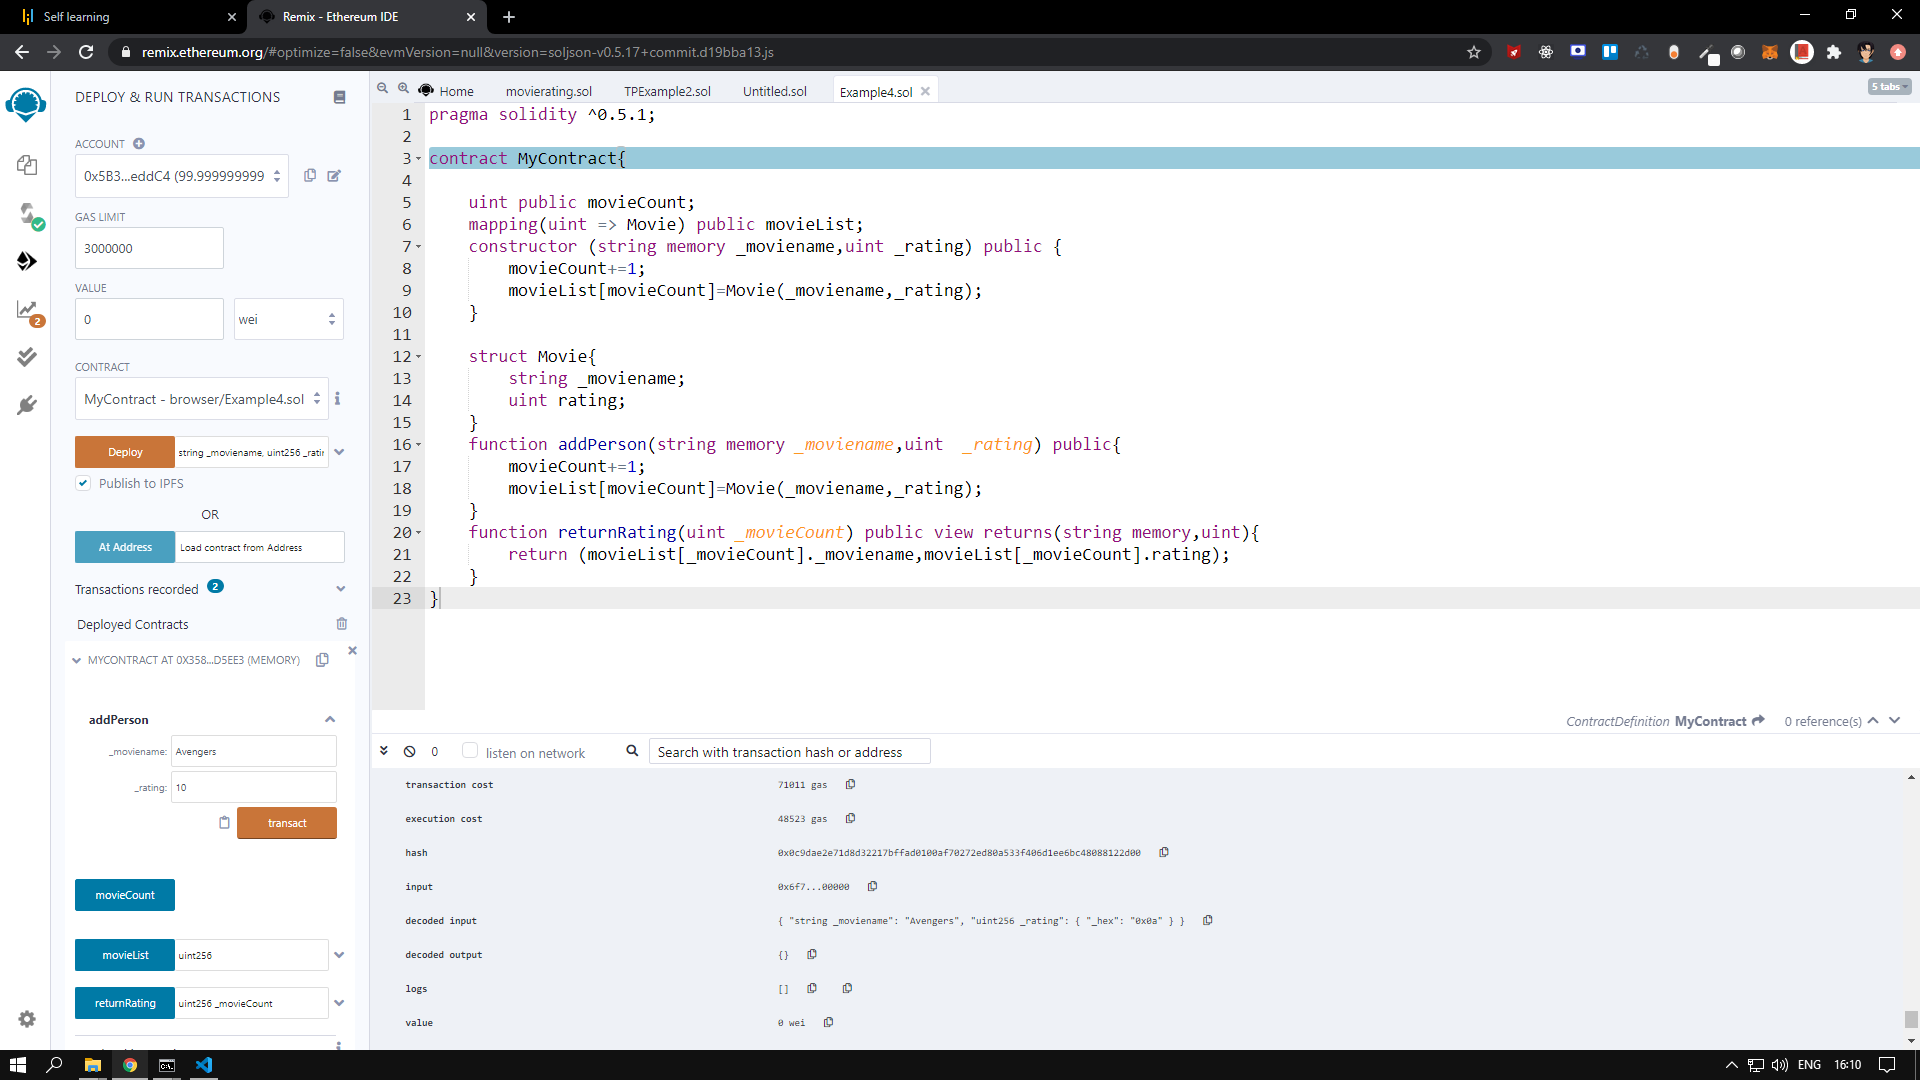 Self learning
Remix - Ethereum IDE
remix.ethereum.org/#optimize=false&evmVersion=null&version=soljson-v0.5.17+commit.d19bba13.js
DEPLOY & RUN TRANSACTIONS
ACCOUNT
0x5B3...eddC4 (99.999999999
GAS LIMIT
3000000
VALUE
0
wei
CONTRACT
MyContract - browser/Example4.sol
Deploy
string _moviename, uint256 _ratin
Publish to IPFS
OR
At Address
Load contract from Address
Transactions recorded 2
Deployed Contracts
MYCONTRACT AT 0X358...D5EE3 (MEMORY)
addPerson
_moviename: Avengers
_rating: 10
transact
movieCount
movieList
uint256
returnRating
uint256 _movieCount
2
Home
movierating.sol
TPExample2.sol
Untitled.sol
Example4.sol
5 tabs
1 pragma solidity ^0.5.1;
2
3 contract MyContract{
4
5 uint public movieCount;
6 mapping(uint => Movie) public movieList;
7 constructor (string memory _moviename,uint _rating) public {
8 movieCount+=1;
9 movieList[movieCount]=Movie(_moviename,_rating);
10 }
11
12 struct Movie{
13 string _moviename;
14 uint rating;
15 }
16 function addPerson(string memory _moviename,uint  _rating) public{
17 movieCount+=1;
18 movieList[movieCount]=Movie(_moviename,_rating);
19 }
20 function returnRating(uint _movieCount) public view returns(string memory,uint){
21 return (movieList[_movieCount]._moviename,movieList[_movieCount].rating);
22 }
23 }
ContractDefinition MyContract 0 reference(s)
0
listen on network
Search with transaction hash or address
transaction cost 71011 gas
execution cost 48523 gas
hash 0x0c9dae2e71d8d32217bffad0100af70272ed80a533f406d1ee6bc48088122d00
input 0x6f7...00000
decoded input { "string _moviename": "Avengers", "uint256 _rating": { "_hex": "0x0a" } }
decoded output {}
logs []
value 0 wei
ENG
16:10